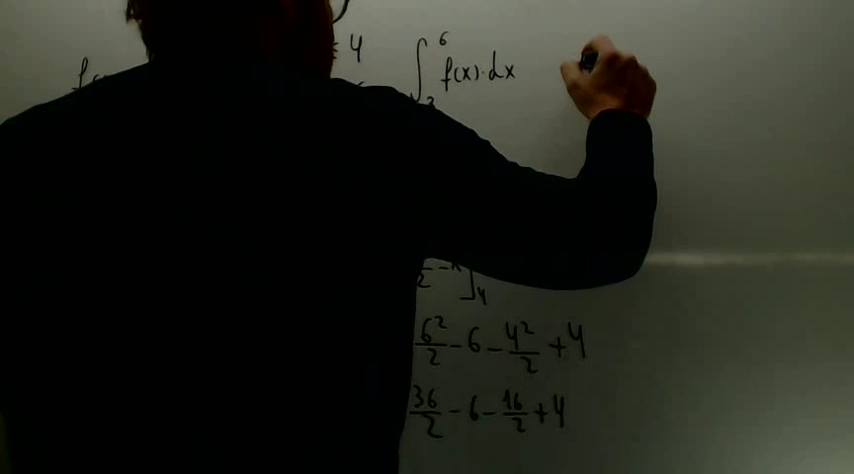 4 ∫₂⁶ f(x)·dx
/2 - x]₄
6²/2 - 6 - 4²/2 + 4
36/2 - 6 - 16/2 + 4